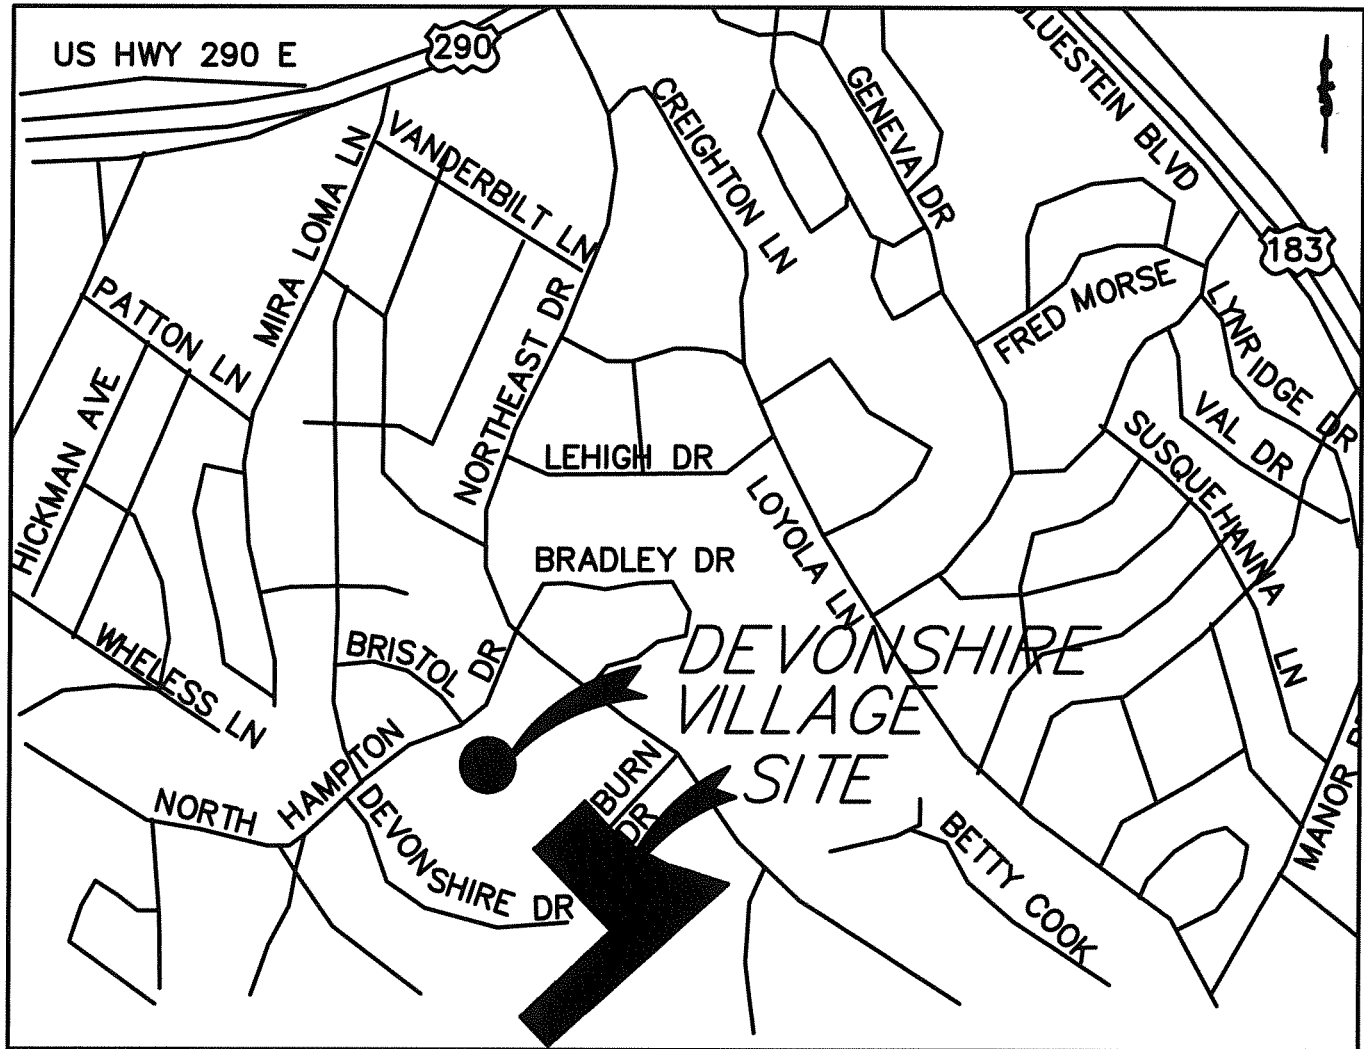 US HWY 290 E
290
LUESTEIN BLVD
183
GENEVA DR
CREIGHTON LN
VANDERBILT LN
MIRA LOMA LN
PATTON LN
HICKMAN AVE
NORTHEAST DR
FRED MORSE
LYNRIDGE DR
VAL DR
SUSQUEHANNA LN
LEHIGH DR
LOYOLA LN
BRADLEY DR
BRISTOL DR
WHELESS LN
NORTH HAMPTON
DEVONSHIRE DR
BURN DR
DEVONSHIRE
VILLAGE
SITE
BETTY COOK
MANOR